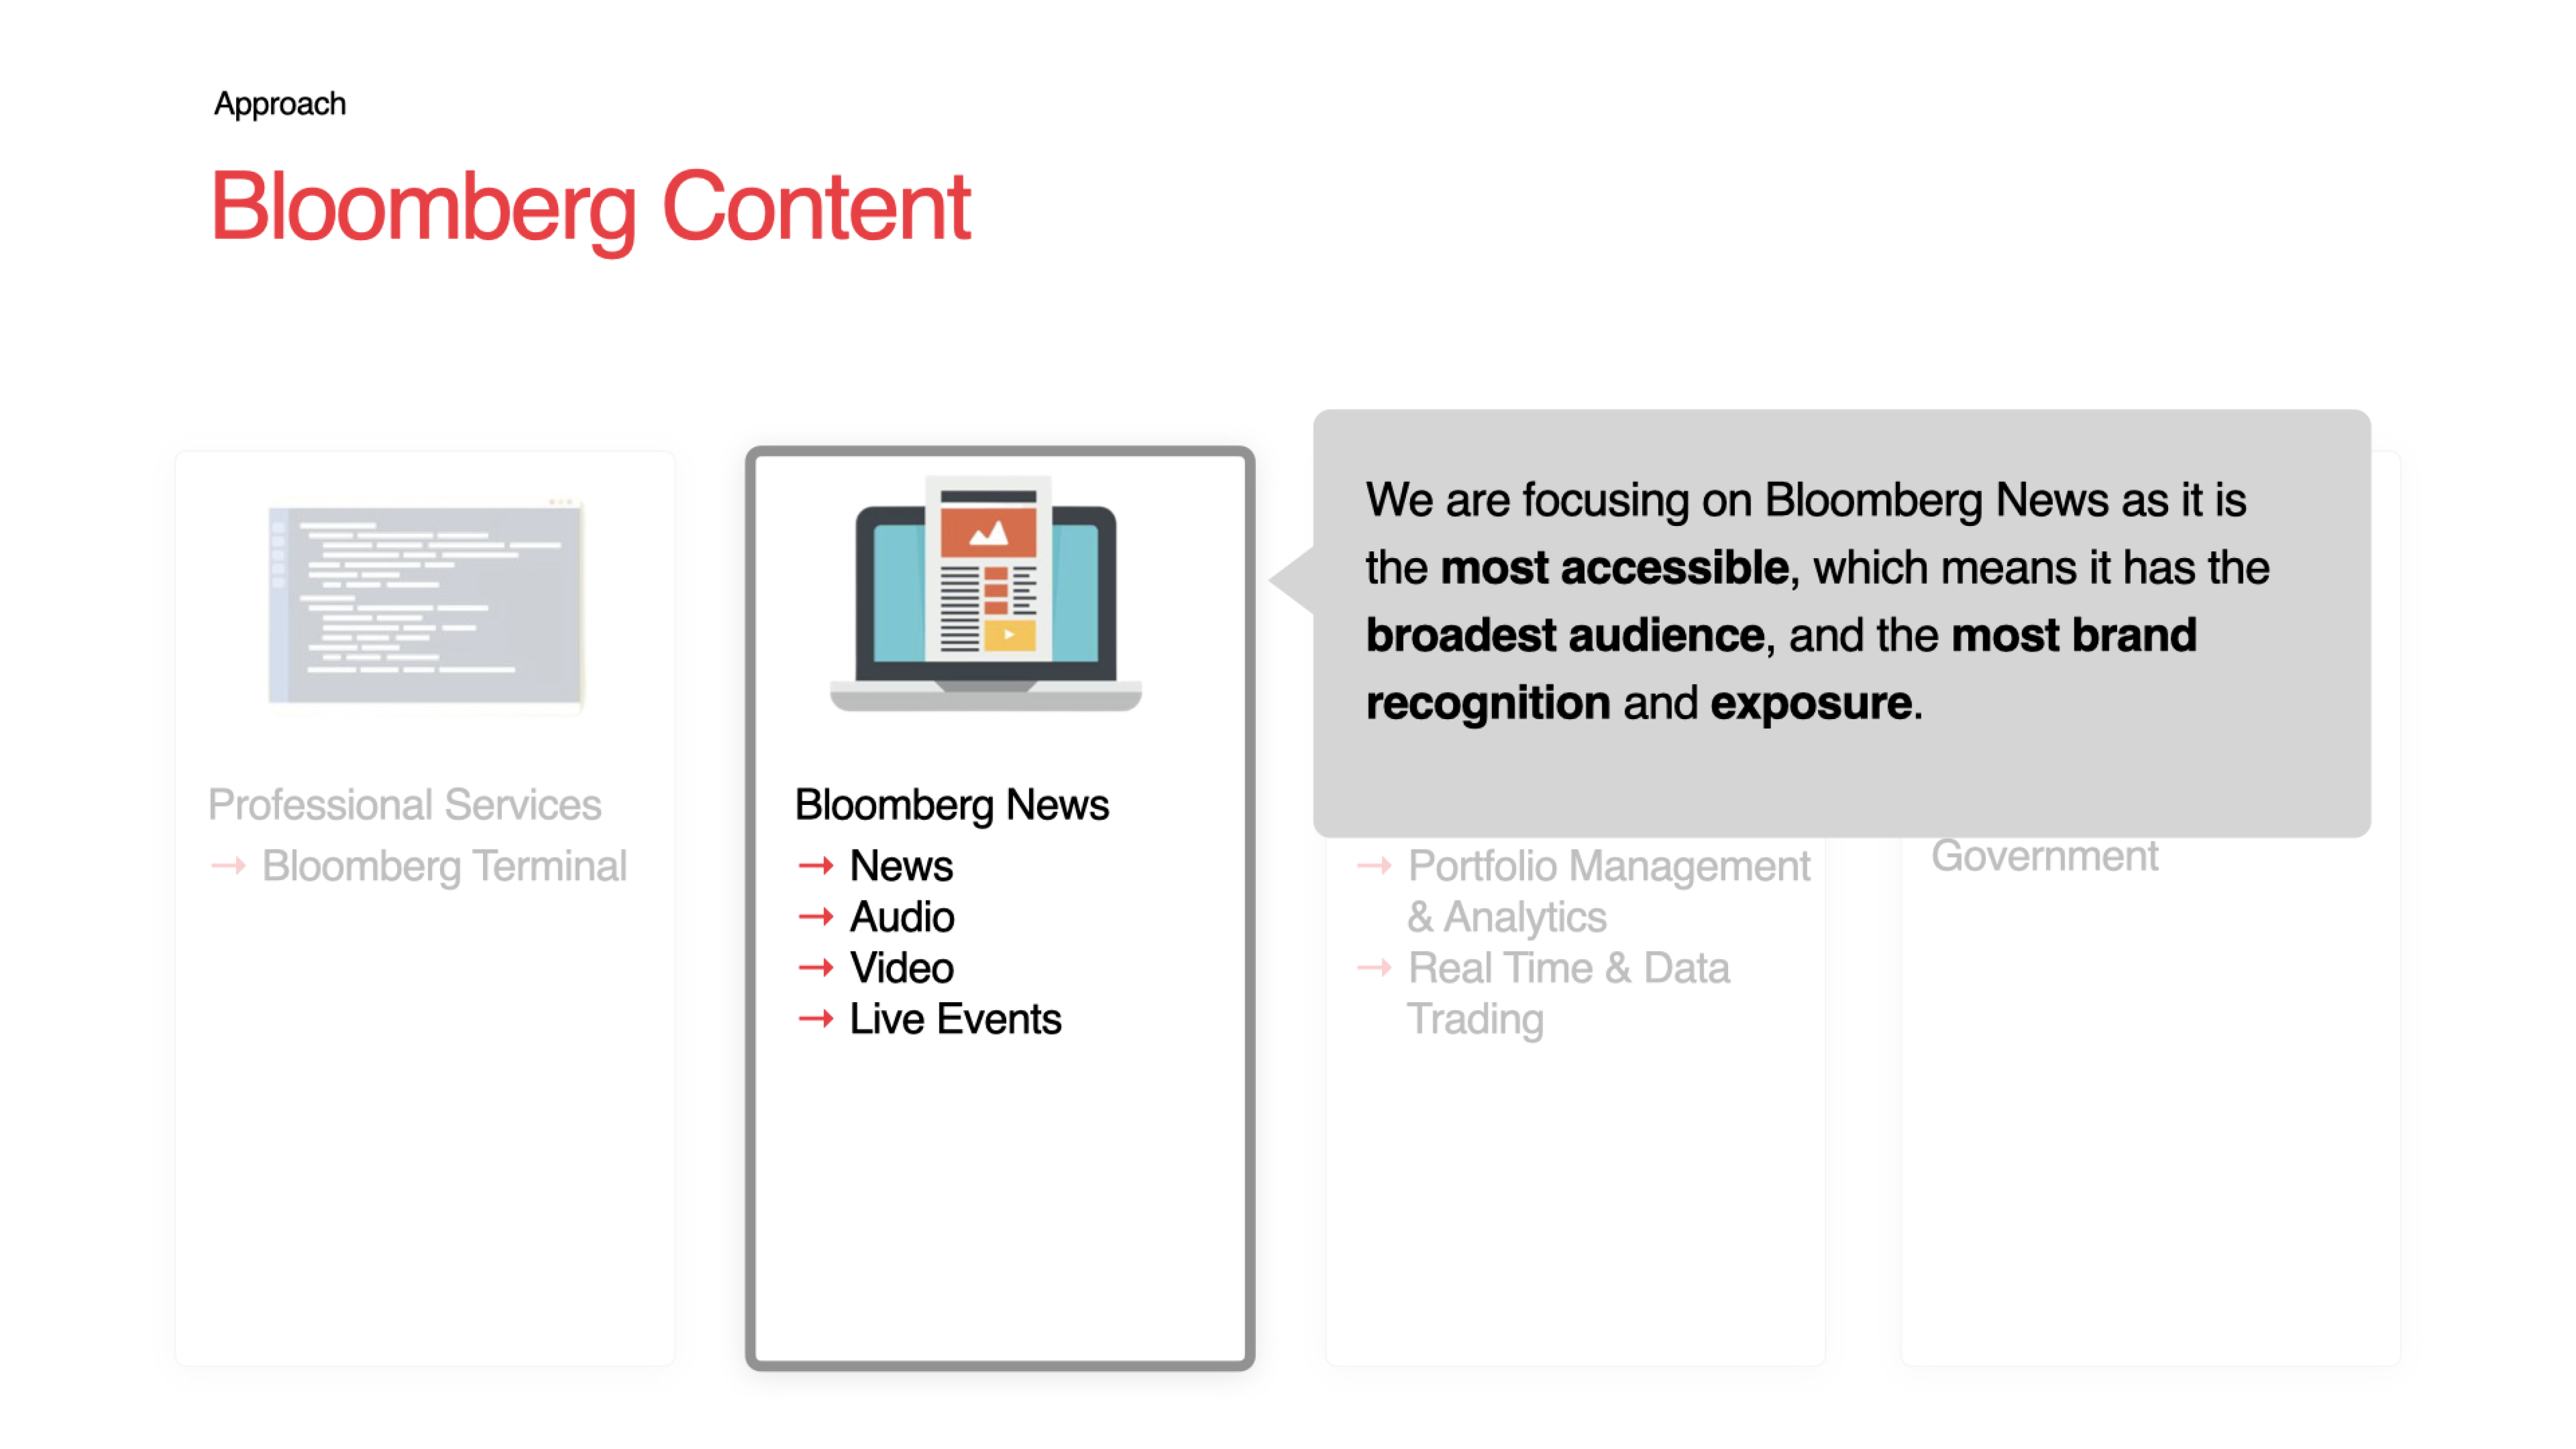 Approach
Bloomberg Content
Professional Services
→ Bloomberg Terminal
Bloomberg News
→ News
→ Audio
→ Video
→ Live Events
We are focusing on Bloomberg News as it is
the most accessible, which means it has the
broadest audience, and the most brand
recognition and exposure.
→ Portfolio Management
& Analytics
→ Real Time & Data
Trading
Government